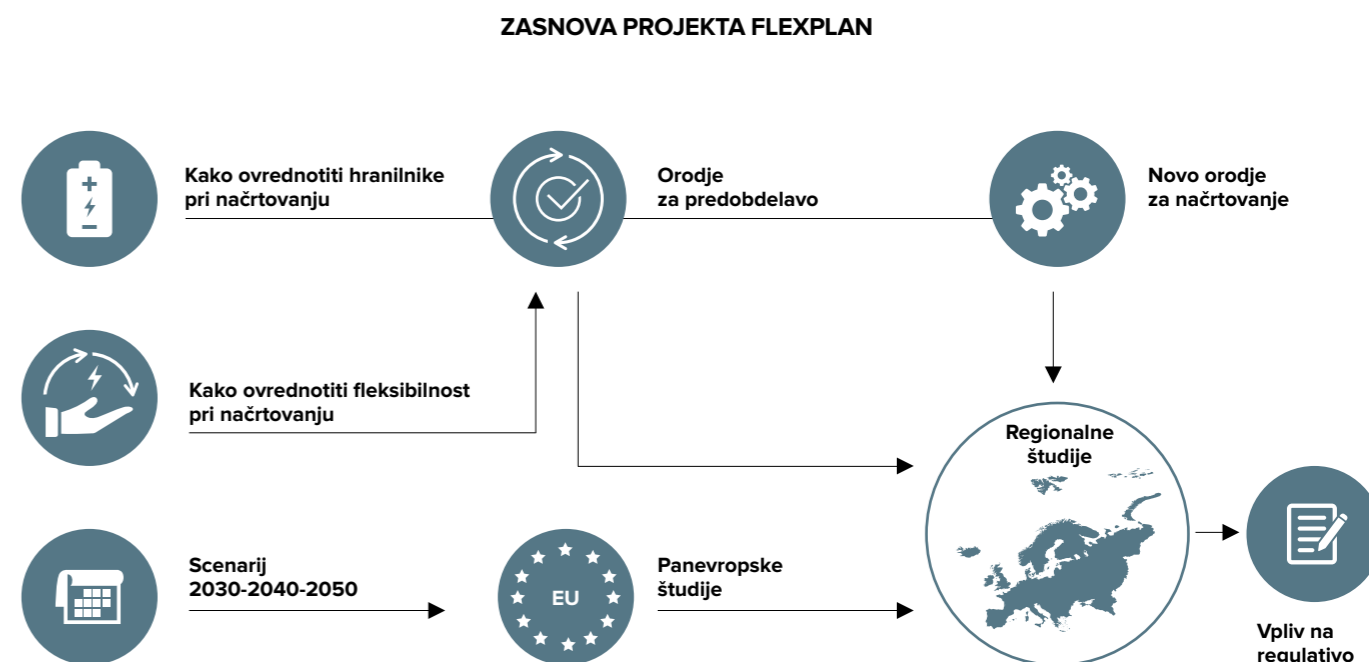 ZASNOVA PROJEKTA FLEXPLAN
Kako ovrednotiti hranilnike
pri načrtovanju
Orodje
za predobdelavo
Novo orodje
za načrtovanje
Kako ovrednotiti fleksibilnost
pri načrtovanju
Regionalne
študije
Scenarij
2030-2040-2050
EU
Panevropske
študije
Vpliv na
regulativo